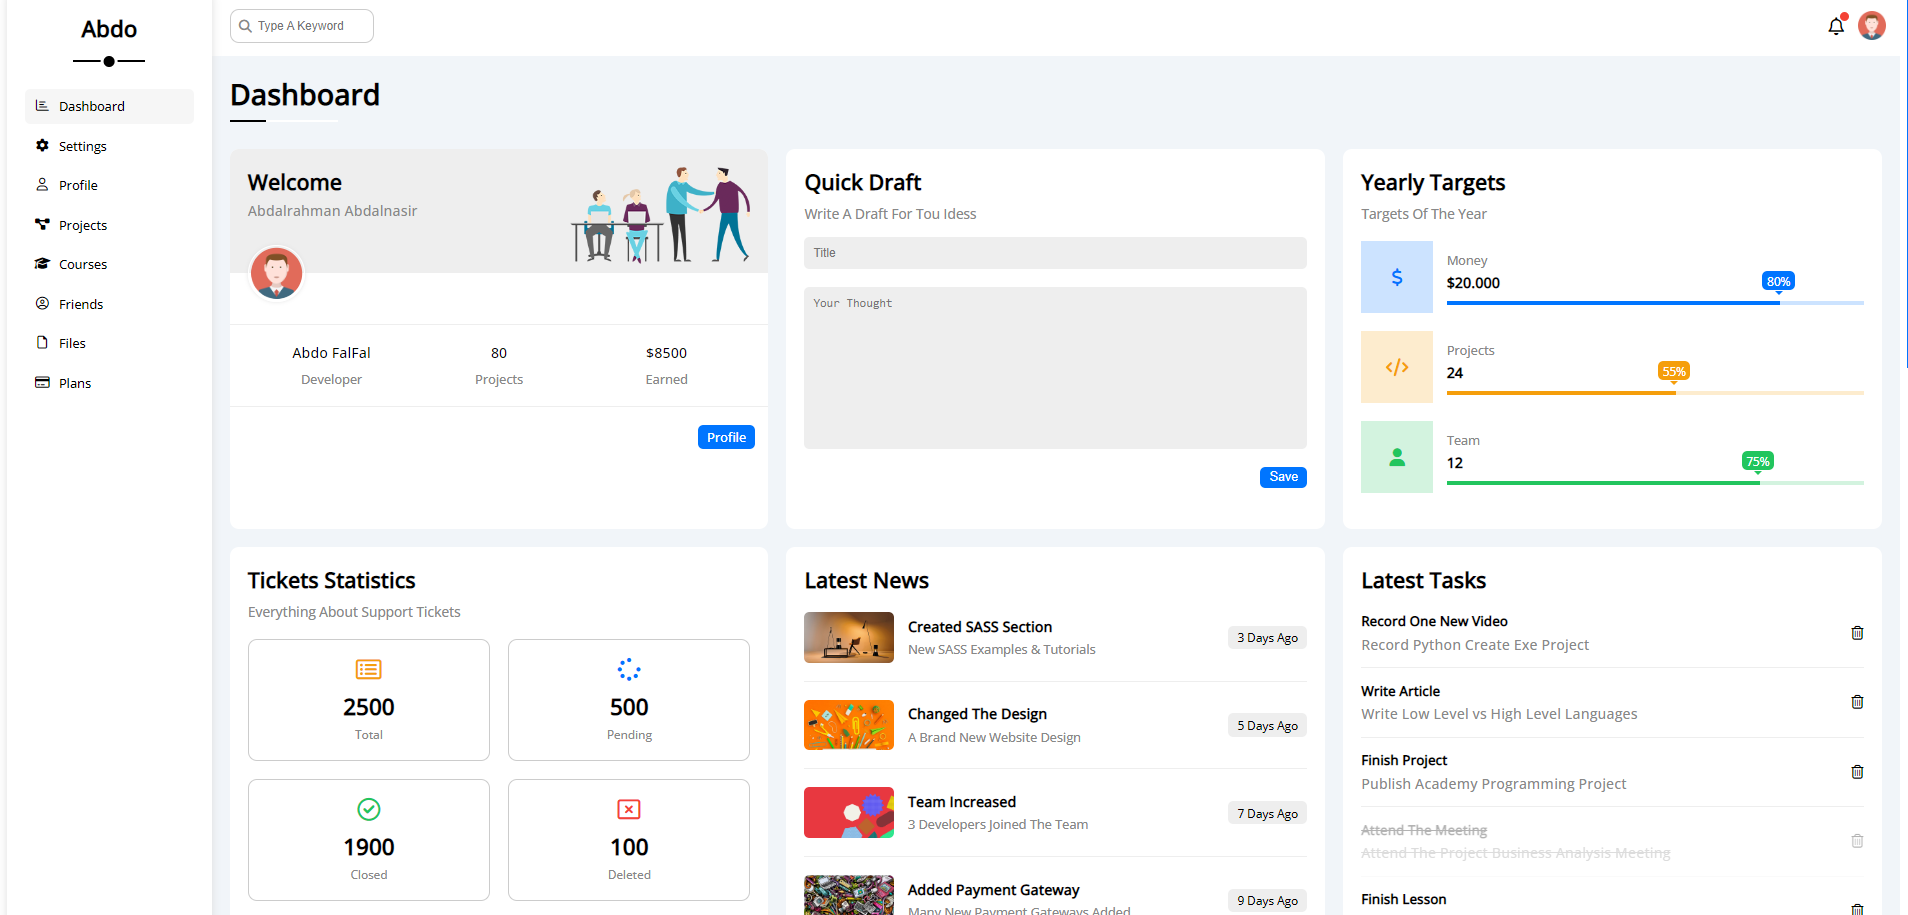 Abdo
Type A Keyword
Dashboard
Settings
Profile
Projects
Courses
Friends
Files
Plans
Dashboard
Welcome
Abdalrahman Abdalnasir
Abdo FalFal
Developer
80
Projects
$8500
Earned
Profile
Quick Draft
Write A Draft For Tou Idess
Title
Your Thought
Save
Yearly Targets
Targets Of The Year
Money
$20.000
80%
Projects
24
55%
Team
12
75%
Tickets Statistics
Everything About Support Tickets
2500
Total
500
Pending
1900
Closed
100
Deleted
Latest News
Created SASS Section
New SASS Examples & Tutorials
3 Days Ago
Changed The Design
A Brand New Website Design
5 Days Ago
Team Increased
3 Developers Joined The Team
7 Days Ago
Added Payment Gateway
Many New Payment Gateways Added
9 Days Ago
Latest Tasks
Record One New Video
Record Python Create Exe Project
Write Article
Write Low Level vs High Level Languages
Finish Project
Publish Academy Programming Project
Attend The Meeting
Attend The Project Business Analysis Meeting
Finish Lesson